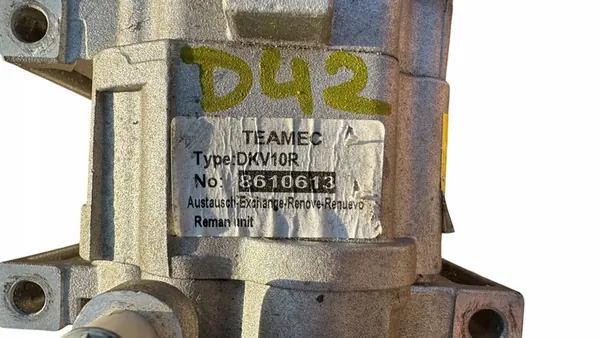 D42
TEAMEC
Type:DKV10R
No: 8610613
Austausch-Exchange-Renove-Renuevo
Reman unit